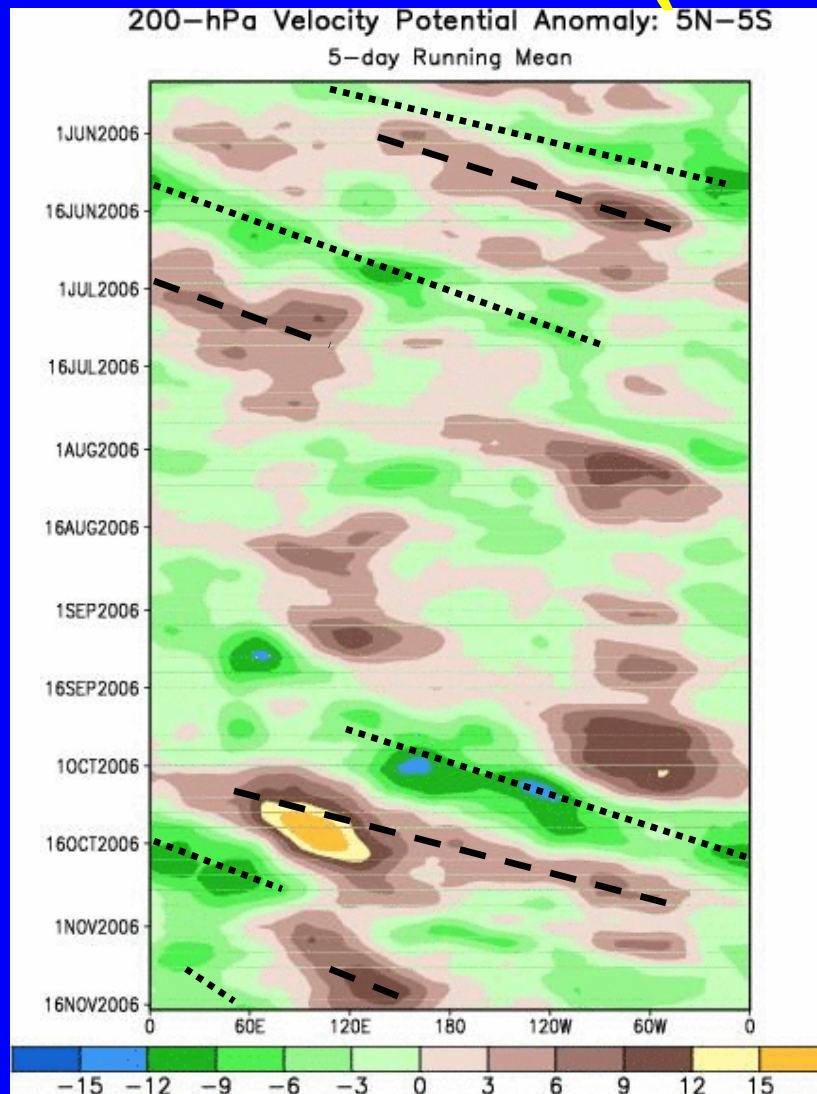 200-hPa Velocity Potential Anomaly: 5N-5S
5-day Running Mean
1JUN2006
16JUN2006
1JUL2006
16JUL2006
1AUG2006
16AUG2006
1SEP2006
16SEP2006
1OCT2006
16OCT2006
1NOV2006
16NOV2006
0 60E 120E 180 120W 60W 0
-15 -12 -9 -6 -3 0 3 6 9 12 15